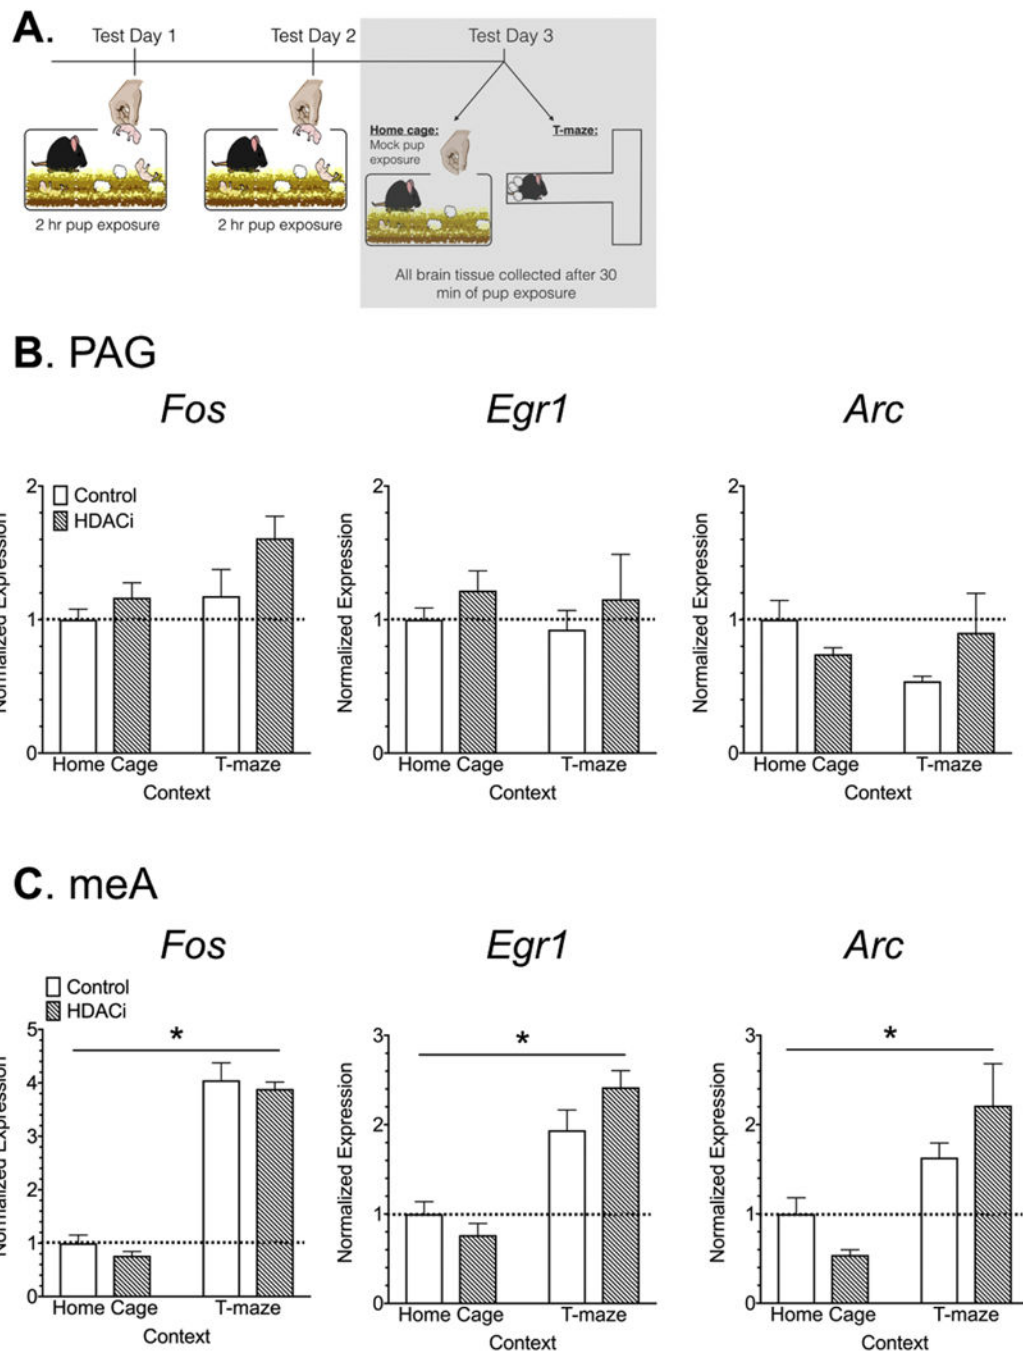 A.
Test Day 1
Test Day 2
Test Day 3
Home cage:
Mock pup
exposure
T-maze:
2 hr pup exposure
2 hr pup exposure
All brain tissue collected after 30
min of pup exposure
B. PAG
Fos
Egr1
Arc
Control
HDACi
Normalized Expression
2
1
0
Home Cage
T-maze
Context
Normalized Expression
2
1
0
Home Cage
T-maze
Context
Normalized Expression
2
1
0
Home Cage
T-maze
Context
C. meA
Fos
Egr1
Arc
Control
HDACi
Normalized Expression
5
4
3
2
1
0
*
Home Cage
T-maze
Context
Normalized Expression
3
2
1
0
*
Home Cage
T-maze
Context
Normalized Expression
3
2
1
0
*
Home Cage
T-maze
Context